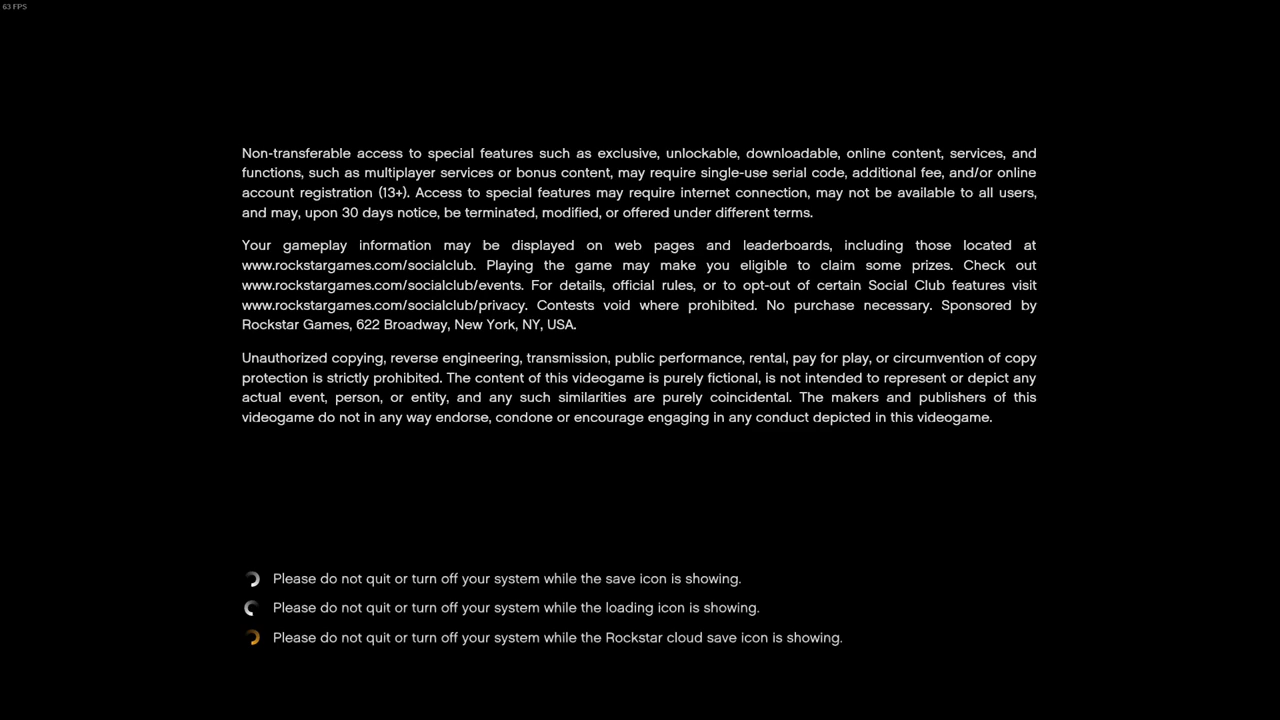 63 FPS
Non-transferable access to special features such as exclusive, unlockable, downloadable, online content, services, and
functions, such as multiplayer services or bonus content, may require single-use serial code, additional fee, and/or online
account registration (13+). Access to special features may require internet connection, may not be available to all users,
and may, upon 30 days notice, be terminated, modified, or offered under different terms.
Your gameplay information may be displayed on web pages and leaderboards, including those located at
www.rockstargames.com/socialclub. Playing the game may make you eligible to claim some prizes. Check out
www.rockstargames.com/socialclub/events. For details, official rules, or to opt-out of certain Social Club features visit
www.rockstargames.com/socialclub/privacy. Contests void where prohibited. No purchase necessary. Sponsored by
Rockstar Games, 622 Broadway, New York, NY, USA.
Unauthorized copying, reverse engineering, transmission, public performance, rental, pay for play, or circumvention of copy
protection is strictly prohibited. The content of this videogame is purely fictional, is not intended to represent or depict any
actual event, person, or entity, and any such similarities are purely coincidental. The makers and publishers of this
videogame do not in any way endorse, condone or encourage engaging in any conduct depicted in this videogame.
Please do not quit or turn off your system while the save icon is showing.
Please do not quit or turn off your system while the loading icon is showing.
Please do not quit or turn off your system while the Rockstar cloud save icon is showing.